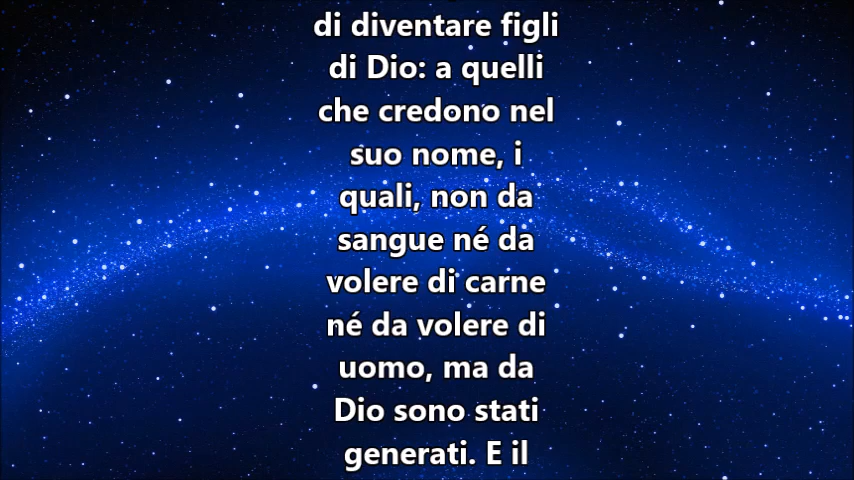 di diventare figli
di Dio: a quelli
che credono nel
suo nome, i
quali, non da
sangue né da
volere di carne
né da volere di
uomo, ma da
Dio sono stati
generati. E il